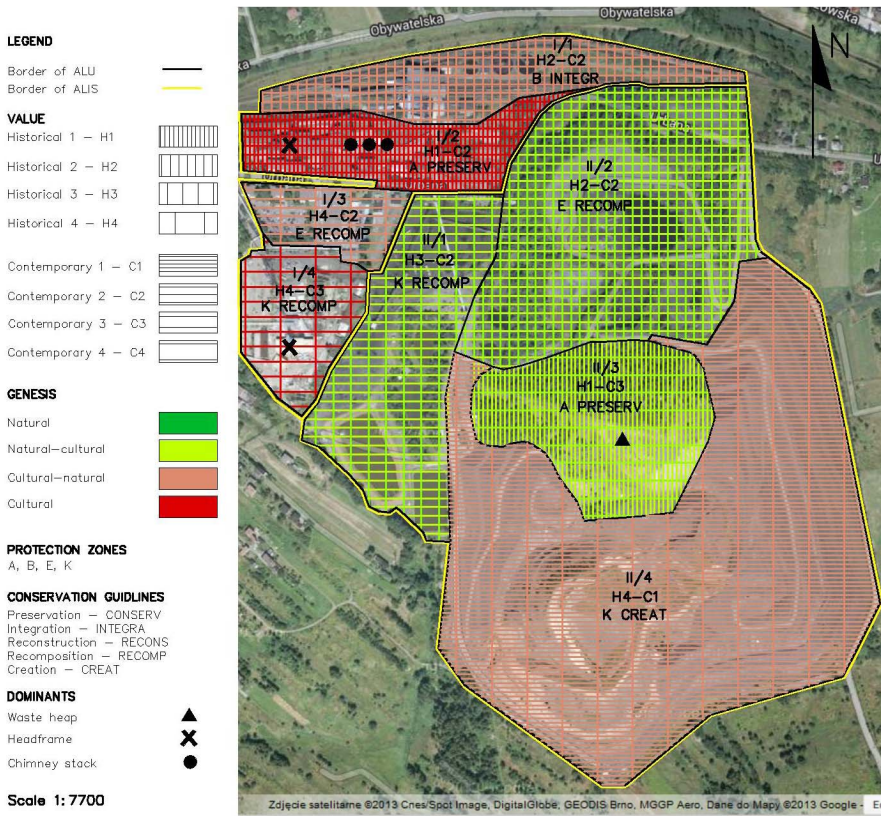 LEGEND
Border of ALU
Border of ALIS
VALUE
Historical 1 – H1
Historical 2 – H2
Historical 3 – H3
Historical 4 – H4
Contemporary 1 – C1
Contemporary 2 – C2
Contemporary 3 – C3
Contemporary 4 – C4
GENESIS
Natural
Natural–cultural
Cultural–natural
Cultural
PROTECTION ZONES
A, B, E, K
CONSERVATION GUIDLINES
Preservation – CONSERV
Integration – INTEGRA
Reconstruction – RECONS
Recomposition – RECOMP
Creation – CREAT
DOMINANTS
Waste heap
Headframe
Chimney stack
Scale 1:7700
Obywatelska
Obywatelska
N
I/1
H2–C2
B INTEGR
I/2
H1–C2
A PRESERV
I/3
H4–C2
E RECOMP
I/4
H4–C3
K RECOMP
II/1
H3–C2
K RECOMP
II/2
H2–C2
E RECOMP
II/3
H1–C3
A PRESERV
II/4
H4–C1
K CREAT
Zdjęcie satelitarne ©2013 Cnes/Spot Image, DigitalGlobe, GEODIS Brno, MGGP Aero, Dane do Mapy ©2013 Google -